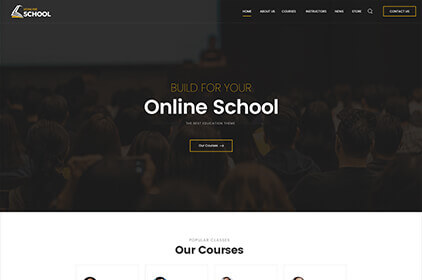 SCHOOL
HOME
ABOUT US
COURSES
INSTRUCTORS
NEWS
STORE
CONTACT US
BUILD FOR YOUR
Online School
THE BEST EDUCATION THEME
Our Courses →
POPULAR CLASSES
Our Courses